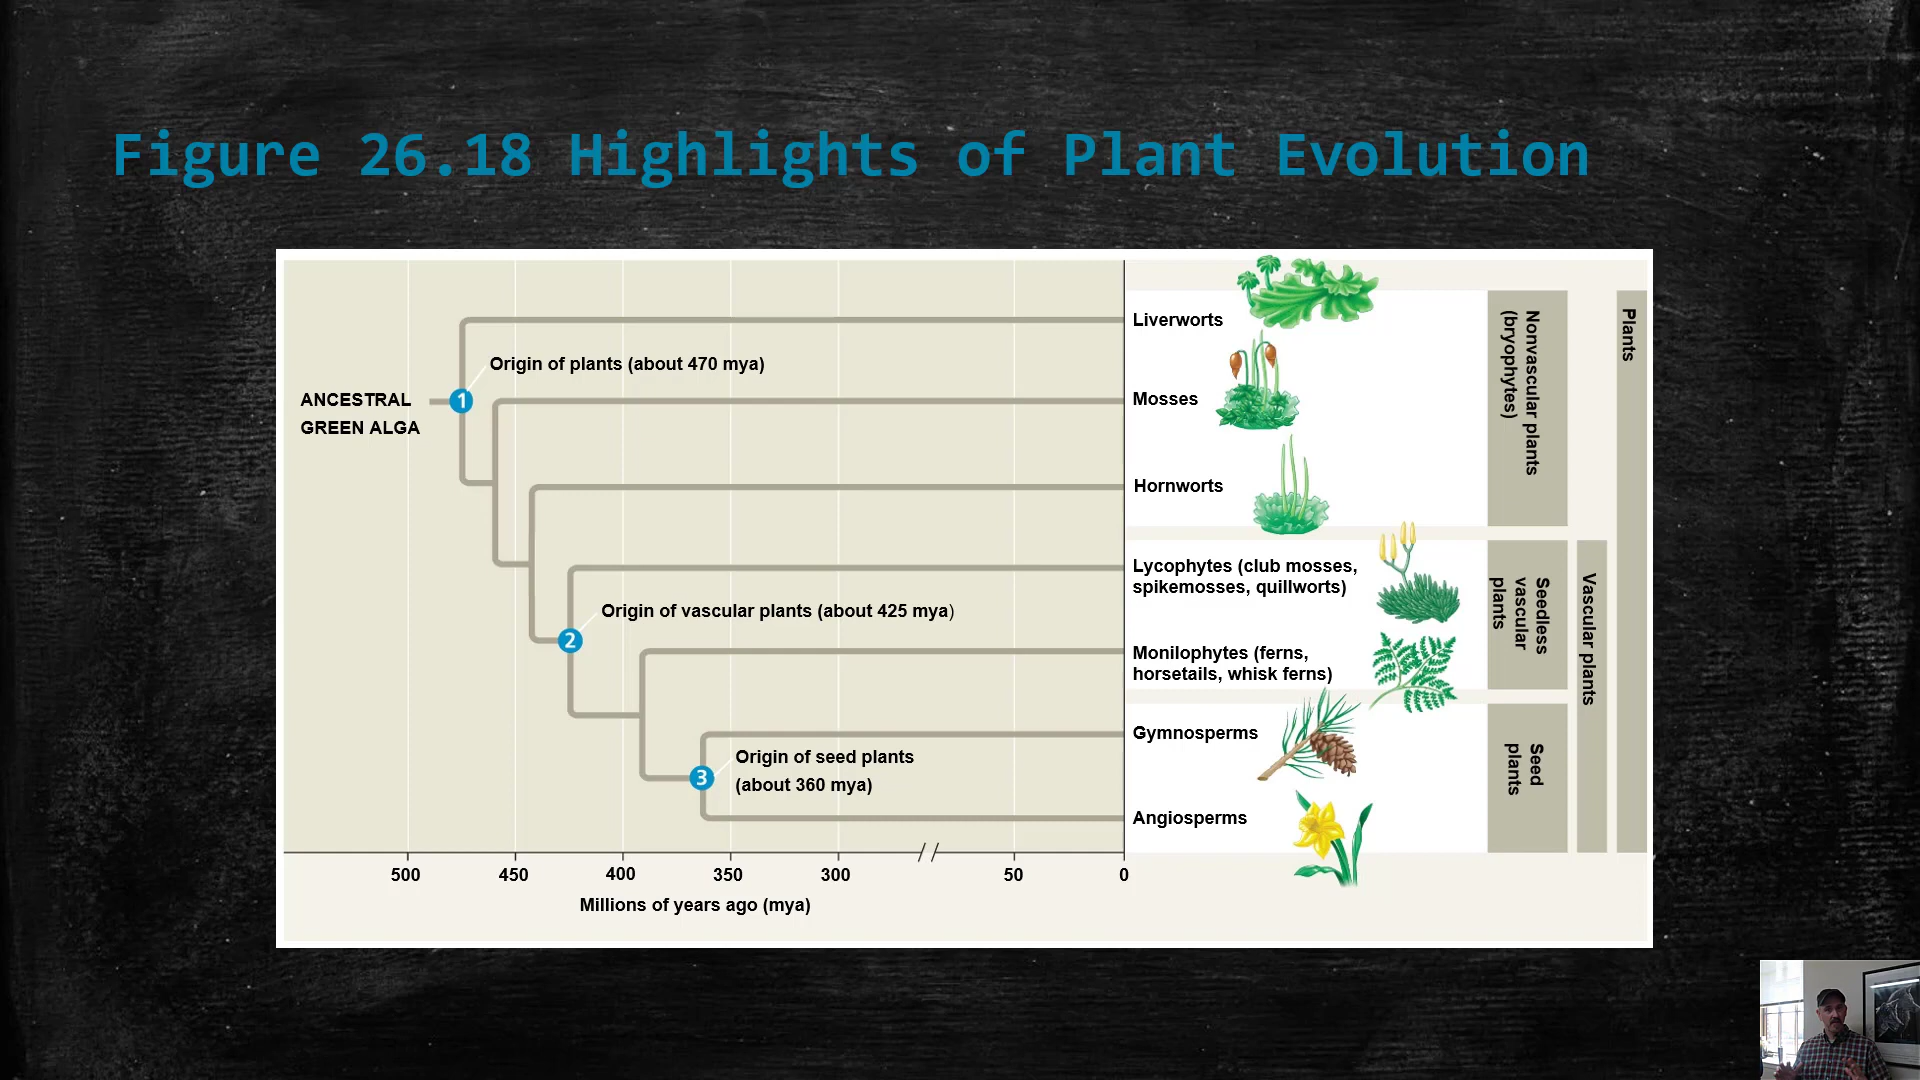 Figure 26.18 Highlights of Plant Evolution
ANCESTRAL
GREEN ALGA
1
Origin of plants (about 470 mya)
2
Origin of vascular plants (about 425 mya)
3
Origin of seed plants
(about 360 mya)
Liverworts
Mosses
Hornworts
Lycophytes (club mosses,
spikemosses, quillworts)
Monilophytes (ferns,
horsetails, whisk ferns)
Gymnosperms
Angiosperms
Nonvascular plants
(bryophytes)
Seedless
vascular
plants
Seed
plants
Vascular plants
Plants
500
450
400
350
300
50
0
Millions of years ago (mya)